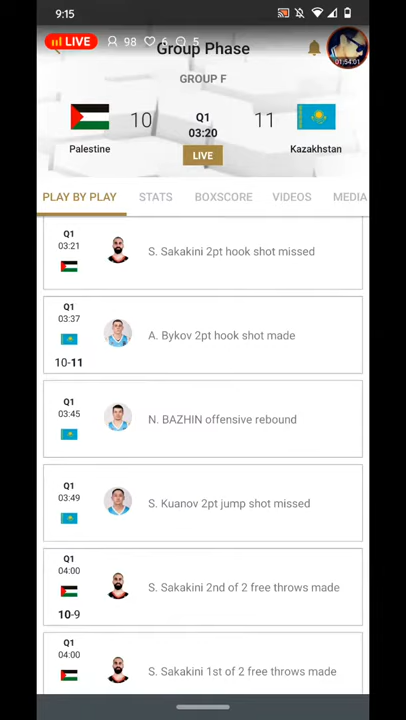 9:15
LIVE 98 6 5
Group Phase
1:54:01
GROUP F
10 Q1 11
03:20
Palestine Kazakhstan
LIVE
PLAY BY PLAY STATS BOXSCORE VIDEOS MEDIA
Q1
03:21
S. Sakakini 2pt hook shot missed
Q1
03:37
A. Bykov 2pt hook shot made
10-11
Q1
03:45
N. BAZHIN offensive rebound
Q1
03:49
S. Kuanov 2pt jump shot missed
Q1
04:00
S. Sakakini 2nd of 2 free throws made
10-9
Q1
04:00
S. Sakakini 1st of 2 free throws made